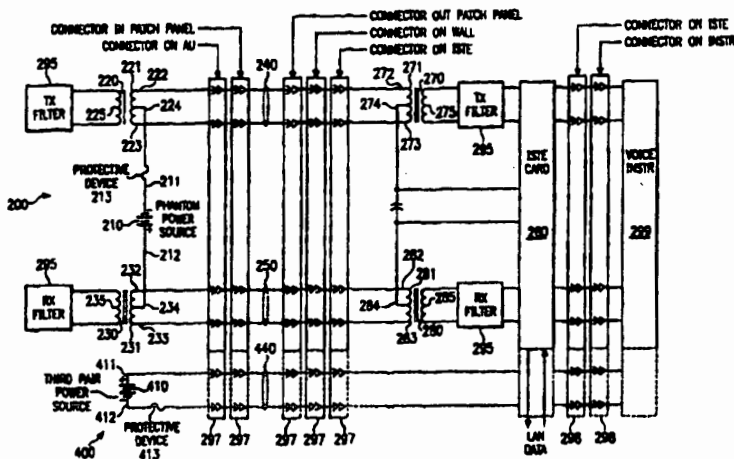 CONNECTOR IN PATCH PANEL
CONNECTOR ON AU
CONNECTOR OUT PATCH PANEL
CONNECTOR ON WALL
CONNECTOR ON ISTE
CONNECTOR ON ISTE
CONNECTOR ON INSTR
295
TX FILTER
220
221
222
224
225
223
240
272
271
270
274
275
273
TX FILTER
295
PROTECTIVE DEVICE 213
211
200
PHANTOM POWER SOURCE
210
212
ISTE CARD
280
VOICE INSTR
299
295
RX FILTER
235
232
234
230
231
233
250
282
281
284
285
283
280
RX FILTER
295
411
THIRD PAIR POWER SOURCE
410
412
440
400
PROTECTIVE DEVICE 413
297
297
297
297
297
LAN DATA
298
298